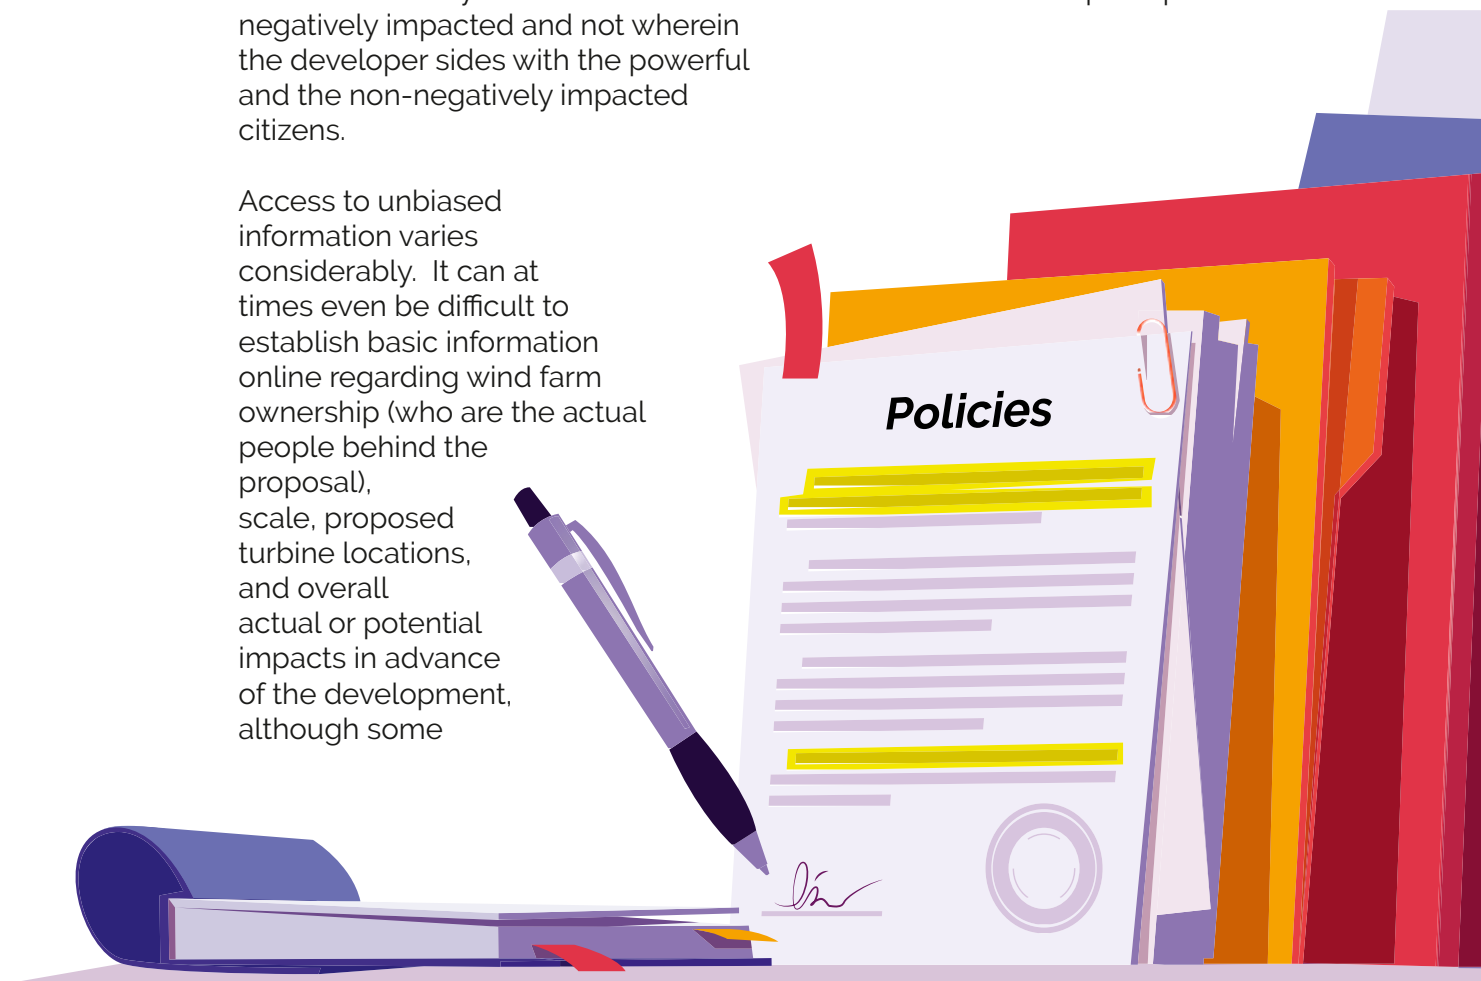 negatively impacted and not wherein
the developer sides with the powerful
and the non-negatively impacted
citizens.
Access to unbiased
information varies
considerably.  It can at
times even be difficult to
establish basic information
online regarding wind farm
ownership (who are the actual
people behind the
proposal),
scale, proposed
turbine locations,
and overall
actual or potential
impacts in advance
of the development,
although some
Policies